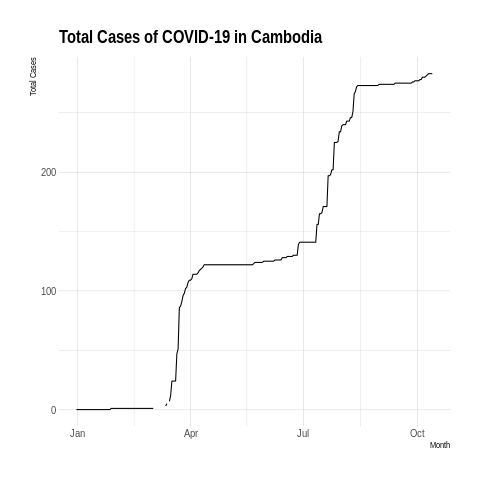 Total Cases of COVID-19 in Cambodia
Total Cases
200
100
0
Jan Apr Jul Oct
Month